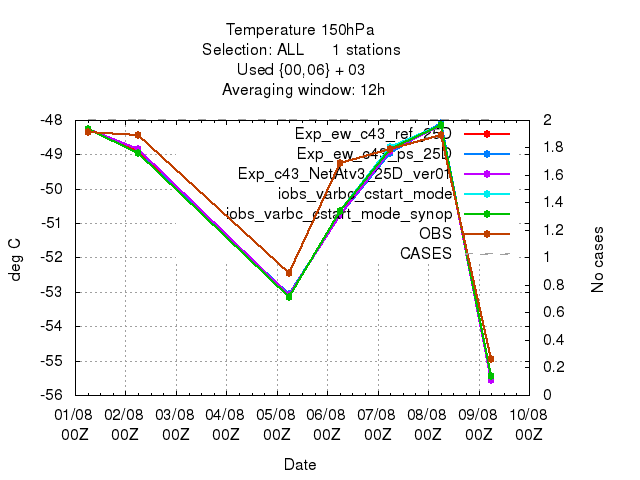 Temperature 150hPa
Selection: ALL 1 stations
Used {00,06} + 03
Averaging window: 12h
-48
-49
-50
-51
-52
-53
-54
-55
-56
deg C
2
1.8
1.6
1.4
1.2
1
0.8
0.6
0.4
0.2
0
No cases
Exp_ew_c43_ref_25D
Exp_ew_c43_ps_25D
Exp_c43_NetAtv3_25D_ver01
iobs_varbc_cstart_mode
iobs_varbc_cstart_mode_synop
OBS
CASES
01/08 02/08 03/08 04/08 05/08 06/08 07/08 08/08 09/08 10/08
00Z 00Z 00Z 00Z 00Z 00Z 00Z 00Z 00Z 00Z
Date